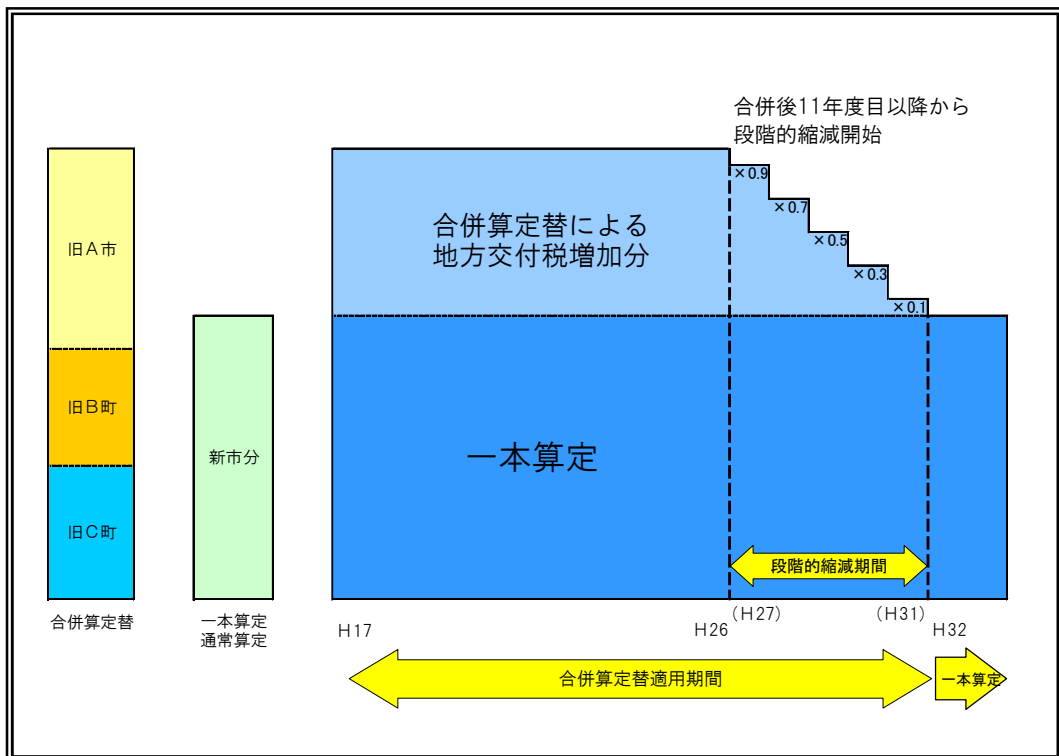 合併後11年度目以降から
段階的縮減開始
×0.9
×0.7
×0.5
×0.3
×0.1
合併算定替による
地方交付税増加分
旧A市
旧B町
旧C町
新市分
一本算定
段階的縮減期間
合併算定替
一本算定
通常算定
H17
H26
(H27)
(H31)
H32
合併算定替適用期間
一本算定